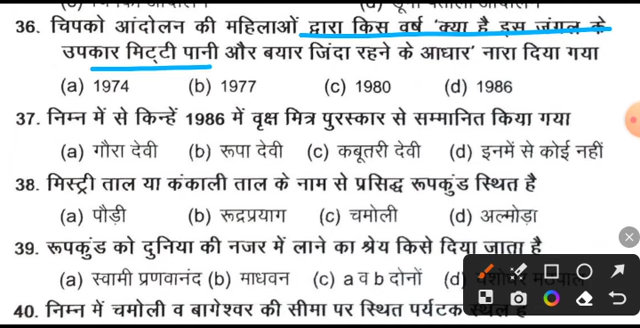 36. चिपको आंदोलन की महिलाओं द्वारा किस वर्ष 'क्या है इस जंगल के
उपकार मिट्टी पानी और बयार जिंदा रहने के आधार' नारा दिया गया
(a) 1974 (b) 1977 (c) 1980 (d) 1986
37. निम्न में से किन्हें 1986 में वृक्ष मित्र पुरस्कार से सम्मानित किया गया
(a) गौरा देवी (b) रूपा देवी (c) कबूतरी देवी (d) इनमें से कोई नहीं
38. मिस्ट्री ताल या कंकाली ताल के नाम से प्रसिद्ध रूपकुंड स्थित है
(a) पौड़ी (b) रूद्रप्रयाग (c) चमोली (d) अल्मोड़ा
39. रूपकुंड को दुनिया की नजर में लाने का श्रेय किसे दिया जाता है
(a) स्वामी प्रणवानंद (b) माधवन (c) a व b दोनों (d)
40. निम्न में चमोली व बागेश्वर की सीमा पर स्थित पर्यटक स्थल है